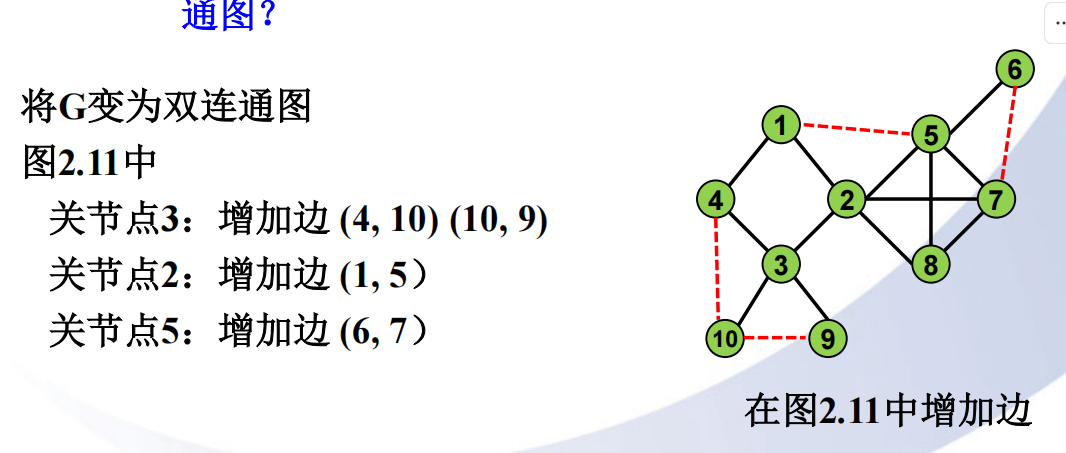 通图？
将G变为双连通图
图2.11中
关节点3：增加边 (4, 10) (10, 9)
关节点2：增加边 (1, 5）
关节点5：增加边 (6, 7）
6
1
5
4
2
7
3
8
10
9
在图2.11中增加边